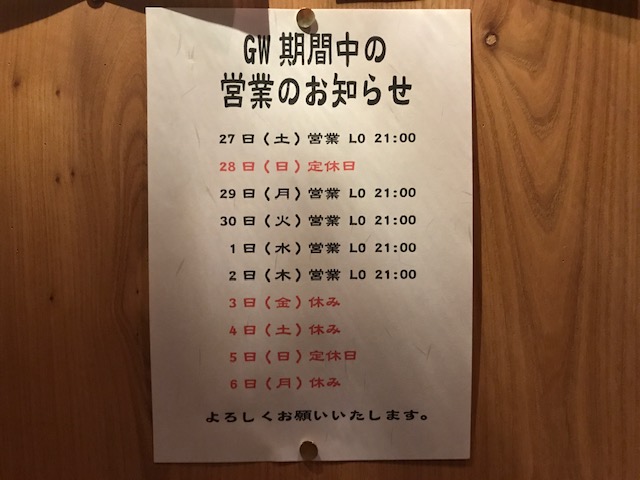 GW 期間中の
営業のお知らせ
27日(土)営業 LO 21:00
28日(日)定休日
29日(月)営業 LO 21:00
30日(火)営業 LO 21:00
1日(水)営業 LO 21:00
2日(木)営業 LO 21:00
3日(金)休み
4日(土)休み
5日(日)定休日
6日(月)休み
よろしくお願いいたします。